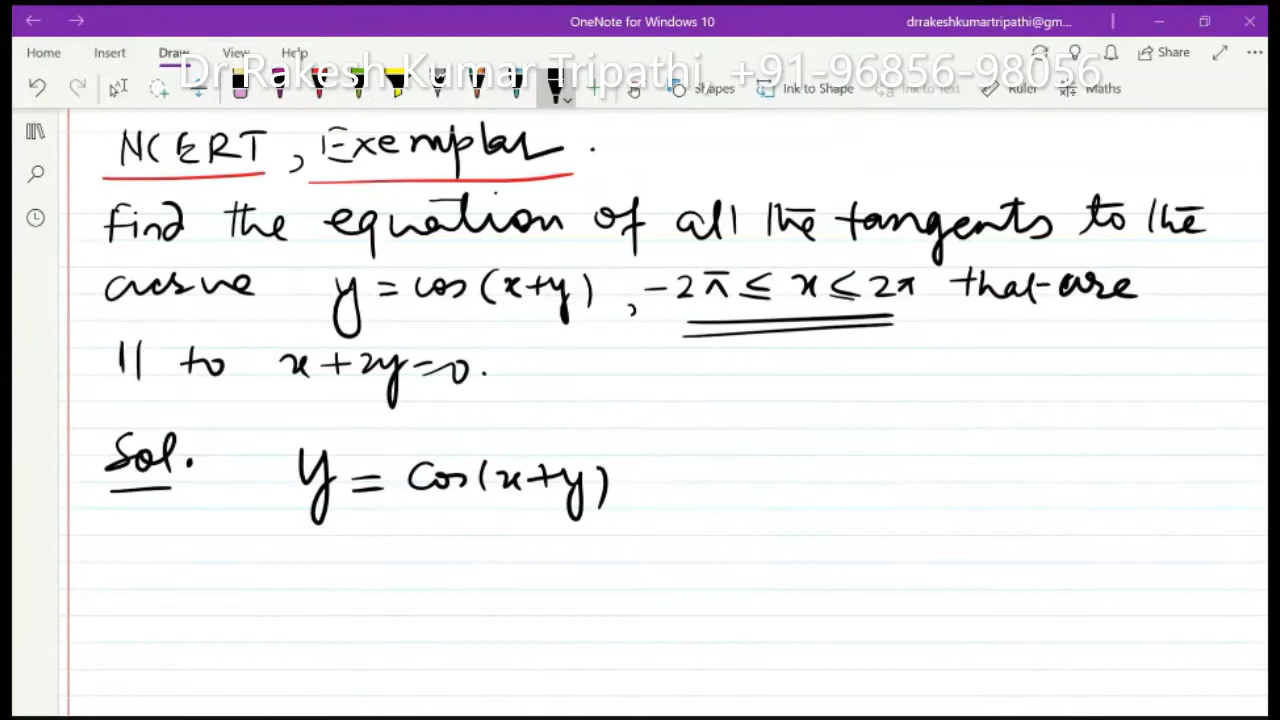 OneNote for Windows 10
drrakeshkumartripathi@gm...
Home Insert Draw View Help
Share
Dr Rakesh Kumar Tripathi +91-96856-98056
Shapes Ink to Shape Ink to Text Ruler Maths
NCERT, Exemplar.
find the equation of all the tangents to the
curve y = cos(x+y), -2π ≤ x ≤ 2π that are
|| to x+2y=0.
Sol. y = cos(x+y)